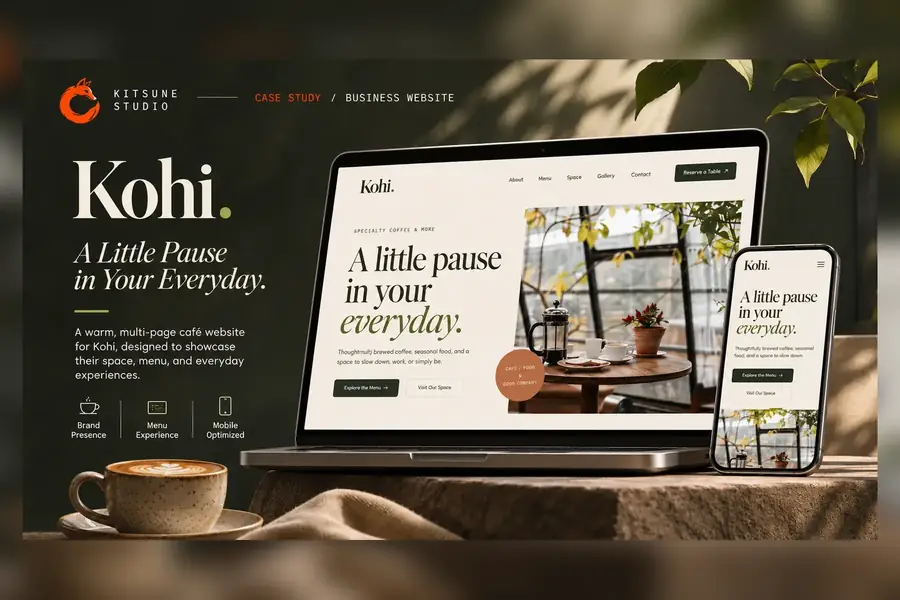 KITSUNE
STUDIO
CASE STUDY / BUSINESS WEBSITE
Kohi.
A Little Pause
in Your Everyday.
A warm, multi-page café website
for Kohi, designed to showcase
their space, menu, and everyday
experiences.
Brand
Presence
Menu
Experience
Mobile
Optimized
Kohi.
About
Menu
Space
Gallery
Contact
Reserve a Table ↗
SPECIALTY COFFEE & MORE
A little pause
in your
everyday.
Thoughtfully brewed coffee, seasonal food, and a
space to slow down, work, or simply be.
Explore the Menu →
Visit Our Space
CAFÉ, FOOD
&
GOOD COMPANY
Kohi.
A little pause
in your
everyday.
Thoughtfully brewed coffee, seasonal
food, and a space to slow down.
Explore the Menu →
Visit Our Space